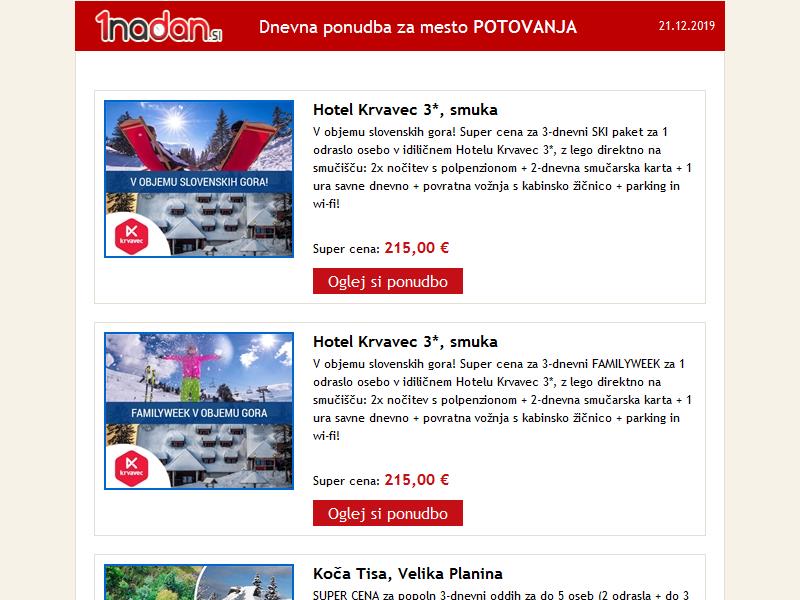 1nadan.si
Dnevna ponudba za mesto POTOVANJA
21.12.2019
Hotel Krvavec 3*, smuka
V objemu slovenskih gora! Super cena za 3-dnevni SKI paket za 1
odraslo osebo v idiličnem Hotelu Krvavec 3*, z lego direktno na
smučišču: 2x nočitev s polpenzionom + 2-dnevna smučarska karta + 1
ura savne dnevno + povratna vožnja s kabinsko žičnico + parking in
wi-fi!
V OBJEMU SLOVENSKIH GORA!
krvavec
Super cena: 215,00 €
Oglej si ponudbo
Hotel Krvavec 3*, smuka
V objemu slovenskih gora! Super cena za 3-dnevni FAMILYWEEK za 1
odraslo osebo v idiličnem Hotelu Krvavec 3*, z lego direktno na
smučišču: 2x nočitev s polpenzionom + 2-dnevna smučarska karta + 1
ura savne dnevno + povratna vožnja s kabinsko žičnico + parking in
wi-fi!
FAMILYWEEK V OBJEMU GORA
krvavec
Super cena: 215,00 €
Oglej si ponudbo
Koča Tisa, Velika Planina
SUPER CENA za popoln 3-dnevni oddih za do 5 oseb (2 odrasla + do 3